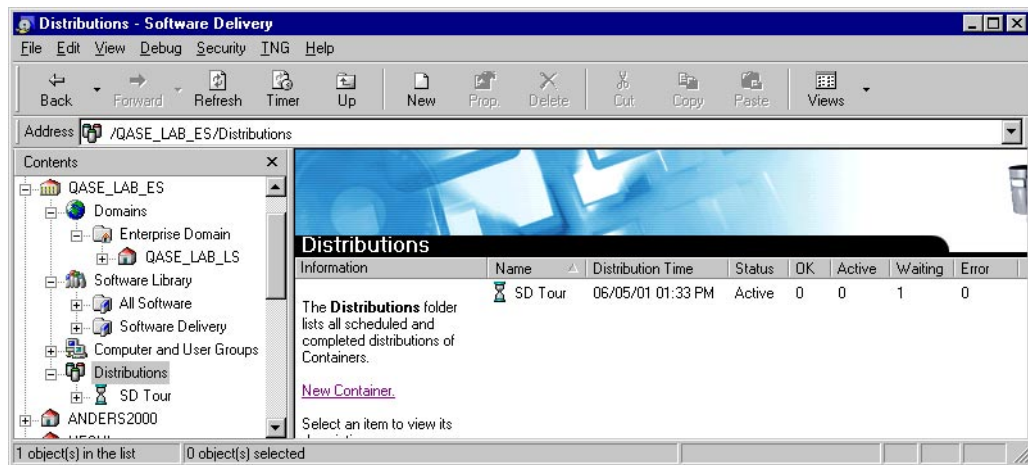 Distributions - Software Delivery
File Edit View Debug Security TNG Help
Back Forward Refresh Timer Up New Prop. Delete Cut Copy Paste Views
Address /QASE_LAB_ES/Distributions
Contents
QASE_LAB_ES
Domains
Enterprise Domain
QASE_LAB_LS
Software Library
All Software
Software Delivery
Computer and User Groups
Distributions
SD Tour
ANDERS2000
Distributions
Information
The Distributions folder
lists all scheduled and
completed distributions of
Containers.
New Container.
Select an item to view its
Name Distribution Time Status OK Active Waiting Error
SD Tour 06/05/01 01:33 PM Active 0 0 1 0
1 object(s) in the list 0 object(s) selected